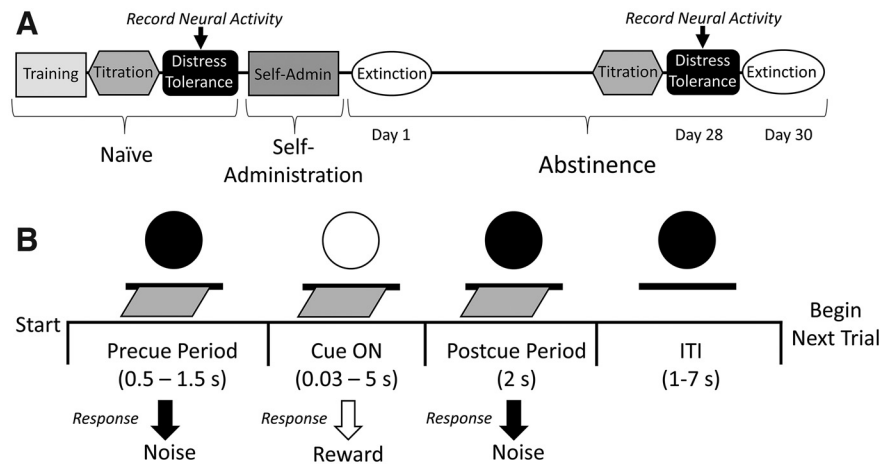 A
Record Neural Activity
Record Neural Activity
Training
Titration
Distress
Tolerance
Self-Admin
Extinction
Titration
Distress
Tolerance
Extinction
Naïve
Self-
Administration
Day 1
Abstinence
Day 28
Day 30
B
Start
Begin
Next Trial
Precue Period
(0.5 – 1.5 s)
Cue ON
(0.03 – 5 s)
Postcue Period
(2 s)
ITI
(1-7 s)
Response
Noise
Response
Reward
Response
Noise